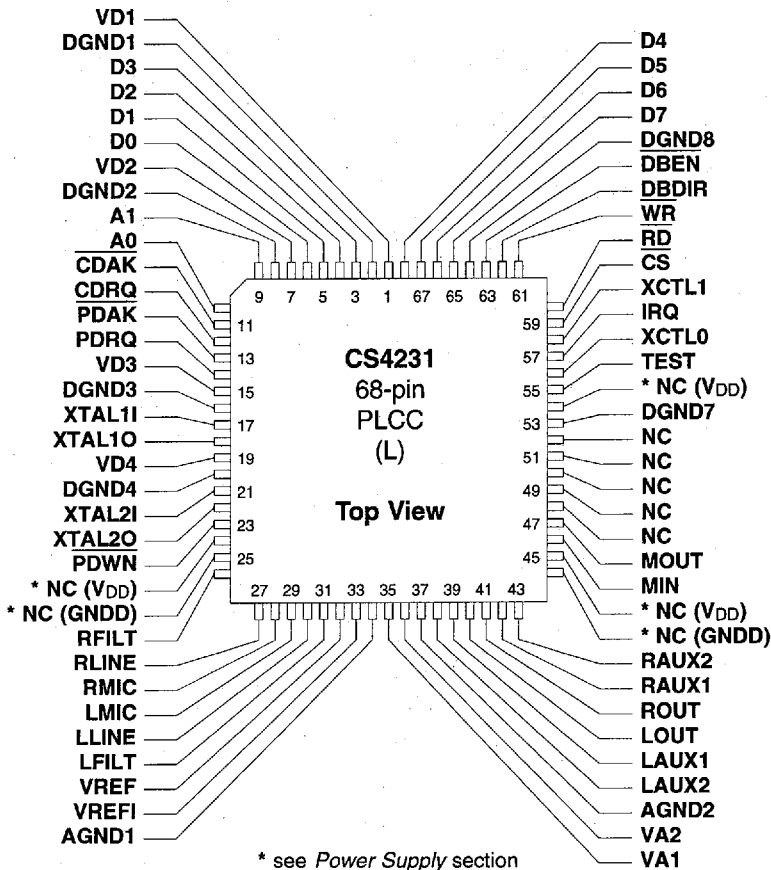 VD1
DGND1
D3
D2
D1
D0
VD2
DGND2
A1
A0
CDAK
CDRQ
PDAK
PDRQ
VD3
DGND3
XTAL1I
XTAL1O
VD4
DGND4
XTAL2I
XTAL2O
PDWN
* NC (VDD)
* NC (GNDD)
RFILT
RLINE
RMIC
LMIC
LLINE
LFILT
VREF
VREFI
AGND1
D4
D5
D6
D7
DGND8
DBEN
DBDIR
WR
RD
CS
XCTL1
IRQ
XCTL0
TEST
* NC (VDD)
DGND7
NC
NC
NC
NC
NC
MOUT
MIN
* NC (VDD)
* NC (GNDD)
RAUX2
RAUX1
ROUT
LOUT
LAUX1
LAUX2
AGND2
VA2
VA1
9 7 5 3 1 67 65 63 61
11
13
15
17
19
21
23
25
59
57
55
53
51
49
47
45
27 29 31 33 35 37 39 41 43
CS4231
68-pin
PLCC
(L)
Top View
* see Power Supply section